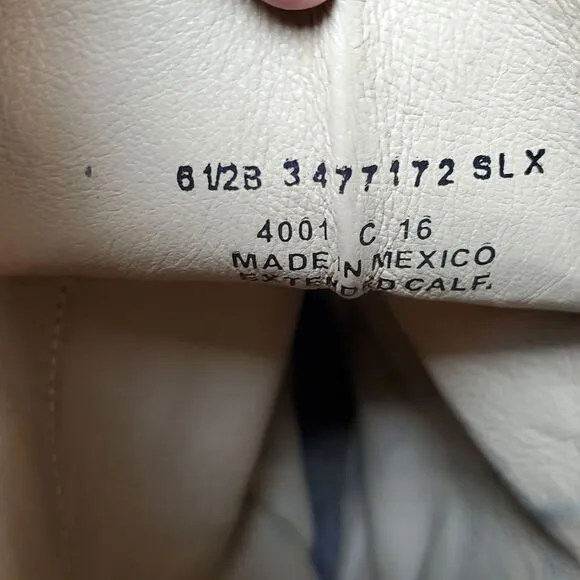 6 1/2B 3477172 SLX
4001 C 16
MADE IN MEXICO
EXTENDED CALF.